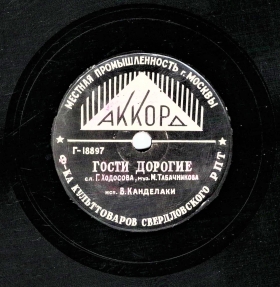 МЕСТНАЯ ПРОМЫШЛЕННОСТЬ г. МОСКВЫ
АККОРД
Г-18897
ГОСТИ ДОРОГИЕ
сл. Г. Ходосова, муз. М. Табачникова
исп. В. КАНДЕЛАКИ
★ Ф-КА КУЛЬТТОВАРОВ СВЕРДЛОВСКОГО РПТ ★